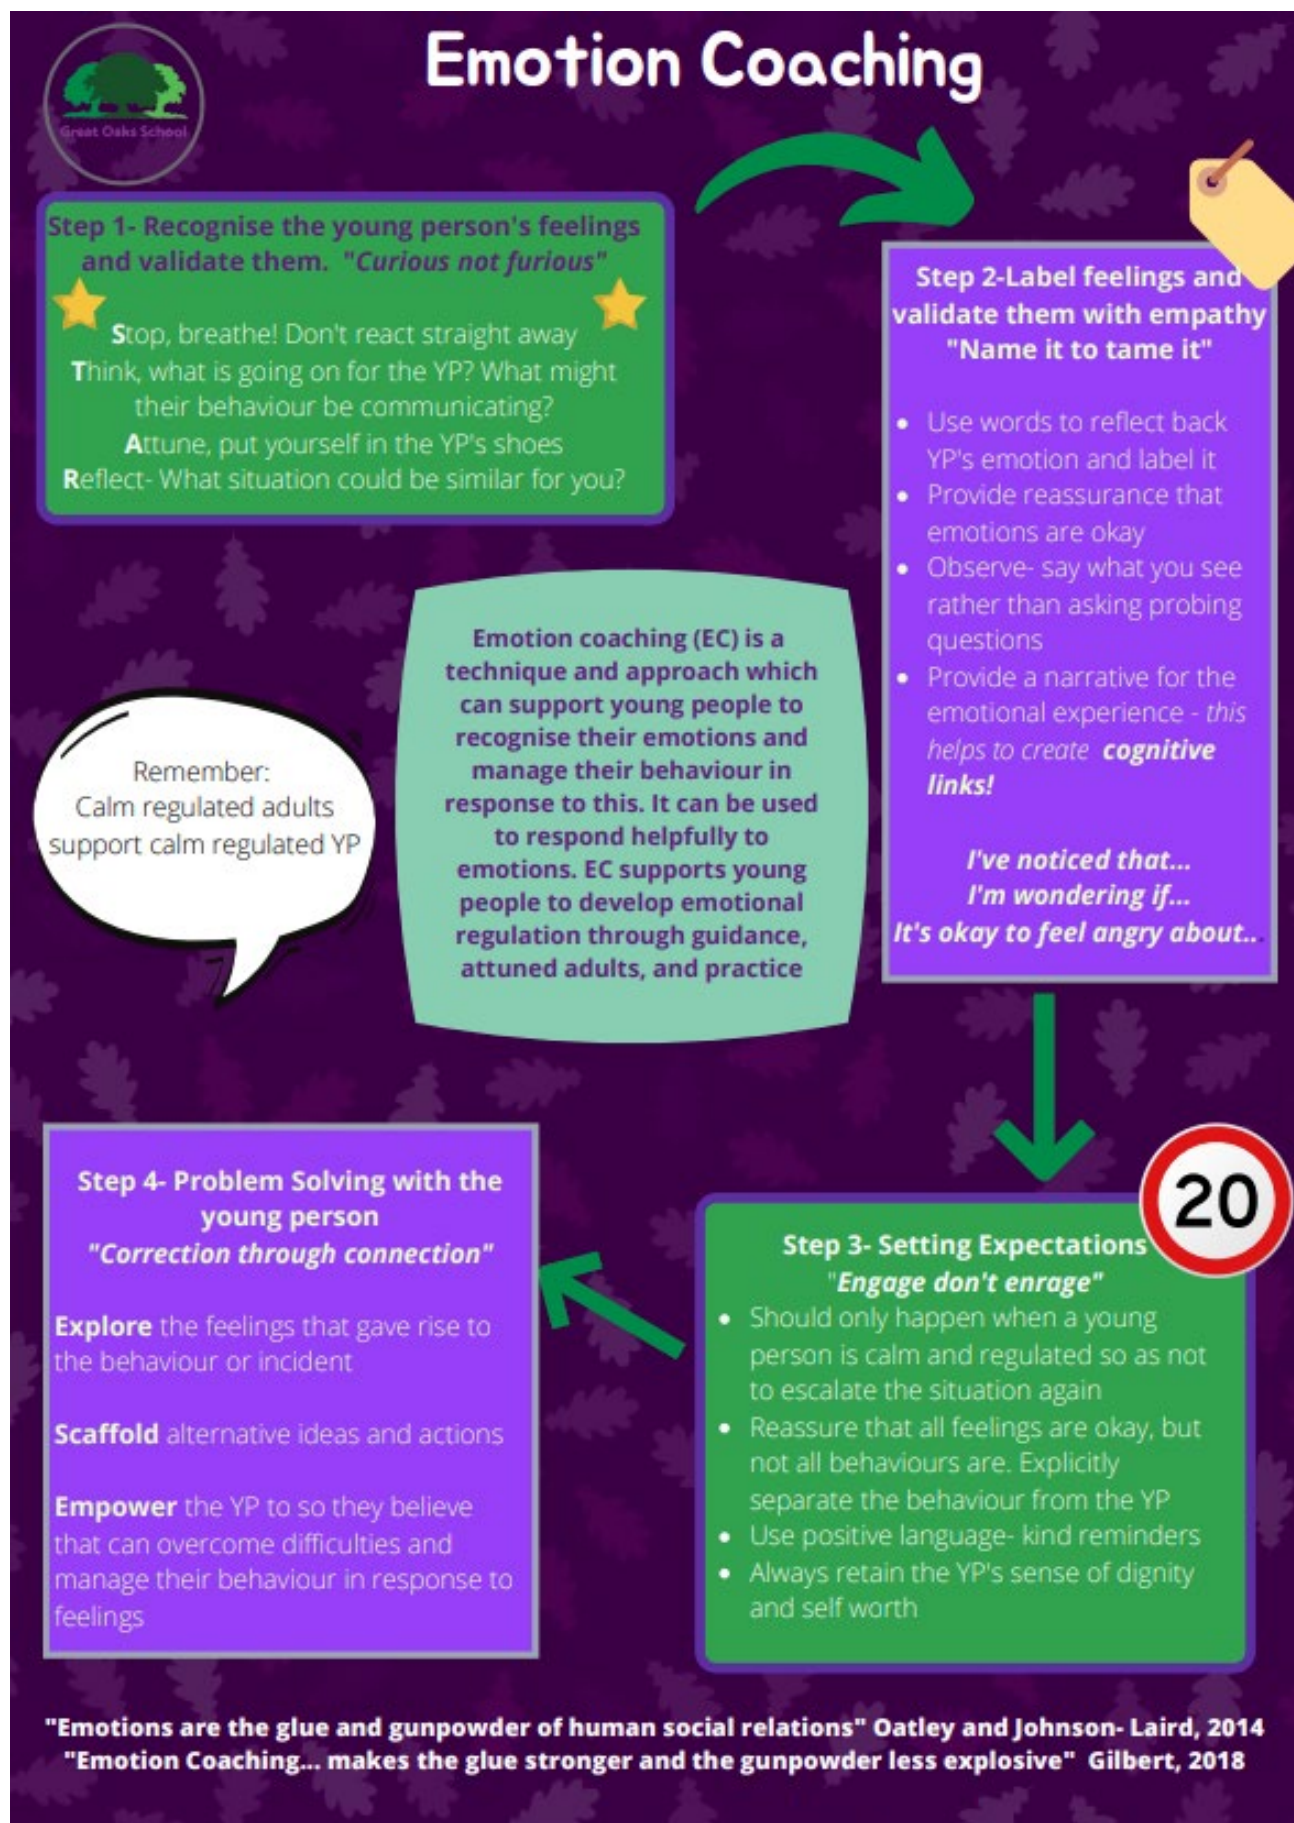 Emotion Coaching
Great Oaks School
Step 1- Recognise the young person's feelings
and validate them. "Curious not furious"
Stop, breathe! Don't react straight away
Think, what is going on for the YP? What might
their behaviour be communicating?
Attune, put yourself in the YP's shoes
Reflect- What situation could be similar for you?
Step 2-Label feelings and
validate them with empathy
"Name it to tame it"
• Use words to reflect back
YP's emotion and label it
• Provide reassurance that
emotions are okay
• Observe- say what you see
rather than asking probing
questions
• Provide a narrative for the
emotional experience - this
helps to create cognitive
links!
I've noticed that...
I'm wondering if...
It's okay to feel angry about...
Emotion coaching (EC) is a
technique and approach which
can support young people to
recognise their emotions and
manage their behaviour in
response to this. It can be used
to respond helpfully to
emotions. EC supports young
people to develop emotional
regulation through guidance,
attuned adults, and practice
Remember:
Calm regulated adults
support calm regulated YP
20
Step 3- Setting Expectations
"Engage don't enrage"
• Should only happen when a young
person is calm and regulated so as not
to escalate the situation again
• Reassure that all feelings are okay, but
not all behaviours are. Explicitly
separate the behaviour from the YP
• Use positive language- kind reminders
• Always retain the YP's sense of dignity
and self worth
Step 4- Problem Solving with the
young person
"Correction through connection"
Explore the feelings that gave rise to
the behaviour or incident
Scaffold alternative ideas and actions
Empower the YP to so they believe
that can overcome difficulties and
manage their behaviour in response to
feelings
"Emotions are the glue and gunpowder of human social relations" Oatley and Johnson- Laird, 2014
"Emotion Coaching... makes the glue stronger and the gunpowder less explosive" Gilbert, 2018